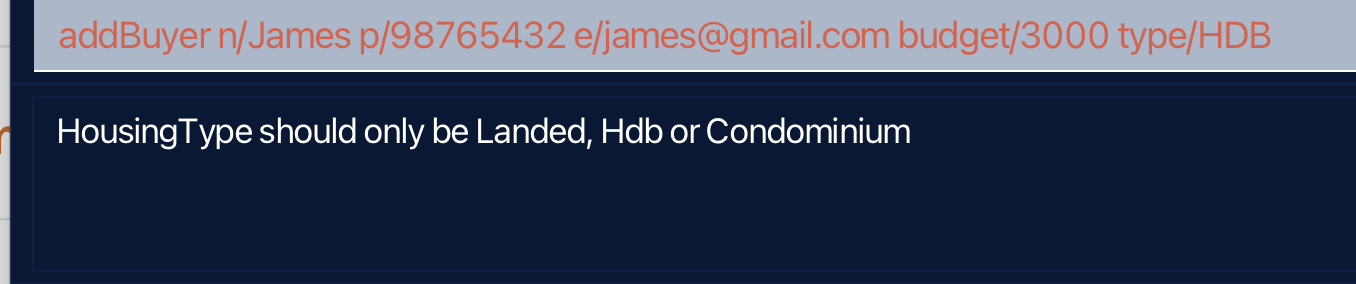 addBuyer n/James p/98765432 e/james@gmail.com budget/3000 type/HDB
HousingType should only be Landed, Hdb or Condominium